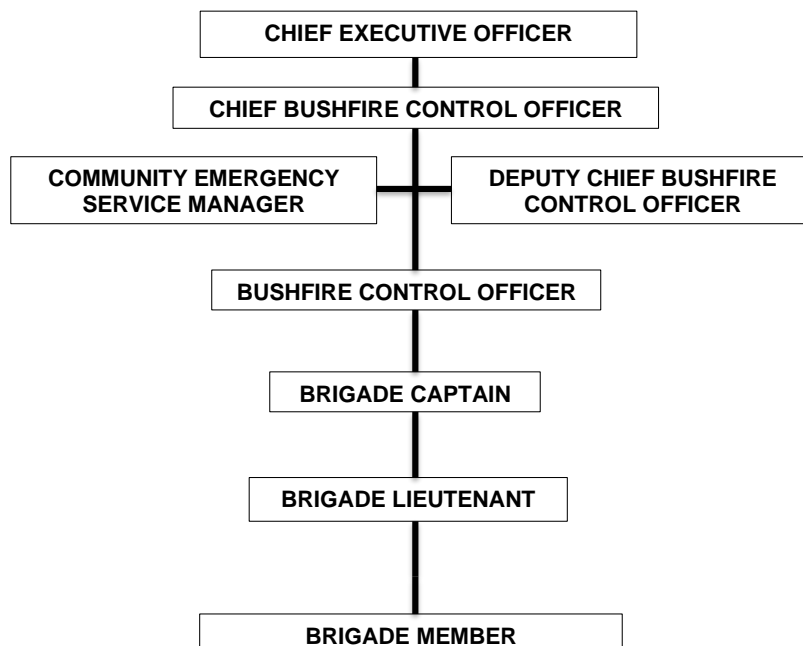 CHIEF EXECUTIVE OFFICER
CHIEF BUSHFIRE CONTROL OFFICER
COMMUNITY EMERGENCY
SERVICE MANAGER
DEPUTY CHIEF BUSHFIRE
CONTROL OFFICER
BUSHFIRE CONTROL OFFICER
BRIGADE CAPTAIN
BRIGADE LIEUTENANT
BRIGADE MEMBER